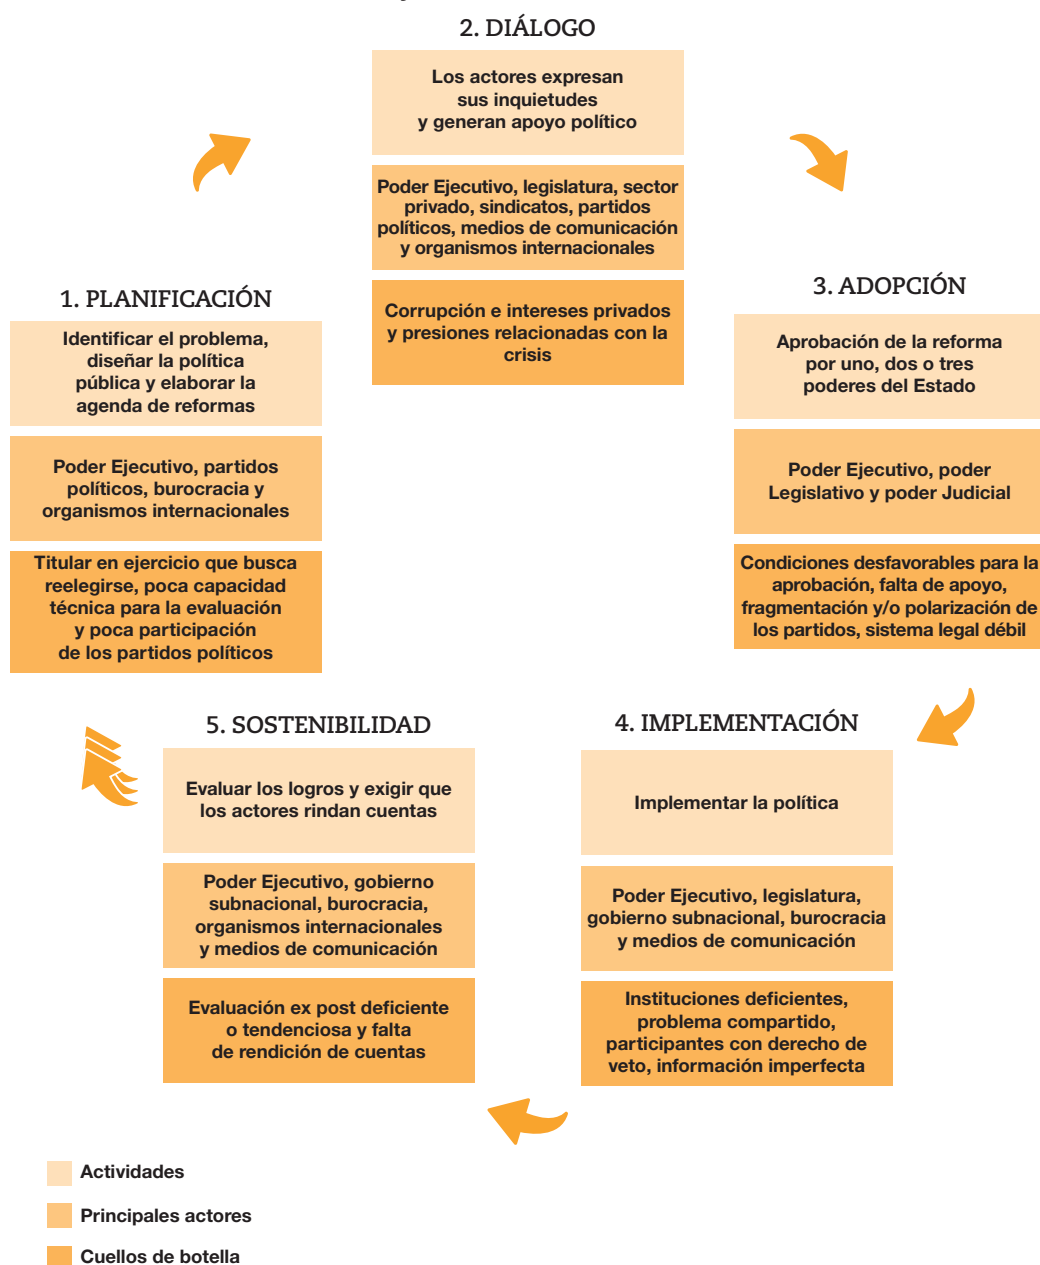 2. DIÁLOGO
Los actores expresan
sus inquietudes
y generan apoyo político
Poder Ejecutivo, legislatura, sector
privado, sindicatos, partidos
políticos, medios de comunicación
y organismos internacionales
Corrupción e intereses privados
y presiones relacionadas con la
crisis
1. PLANIFICACIÓN
Identificar el problema,
diseñar la política
pública y elaborar la
agenda de reformas
Poder Ejecutivo, partidos
políticos, burocracia y
organismos internacionales
Titular en ejercicio que busca
reelegirse, poca capacidad
técnica para la evaluación
y poca participación
de los partidos políticos
3. ADOPCIÓN
Aprobación de la reforma
por uno, dos o tres
poderes del Estado
Poder Ejecutivo, poder
Legislativo y poder Judicial
Condiciones desfavorables para la
aprobación, falta de apoyo,
fragmentación y/o polarización de
los partidos, sistema legal débil
5. SOSTENIBILIDAD
Evaluar los logros y exigir que
los actores rindan cuentas
Poder Ejecutivo, gobierno
subnacional, burocracia,
organismos internacionales
y medios de comunicación
Evaluación ex post deficiente
o tendenciosa y falta
de rendición de cuentas
4. IMPLEMENTACIÓN
Implementar la política
Poder Ejecutivo, legislatura,
gobierno subnacional, burocracia
y medios de comunicación
Instituciones deficientes,
problema compartido,
participantes con derecho de
veto, información imperfecta
Actividades
Principales actores
Cuellos de botella